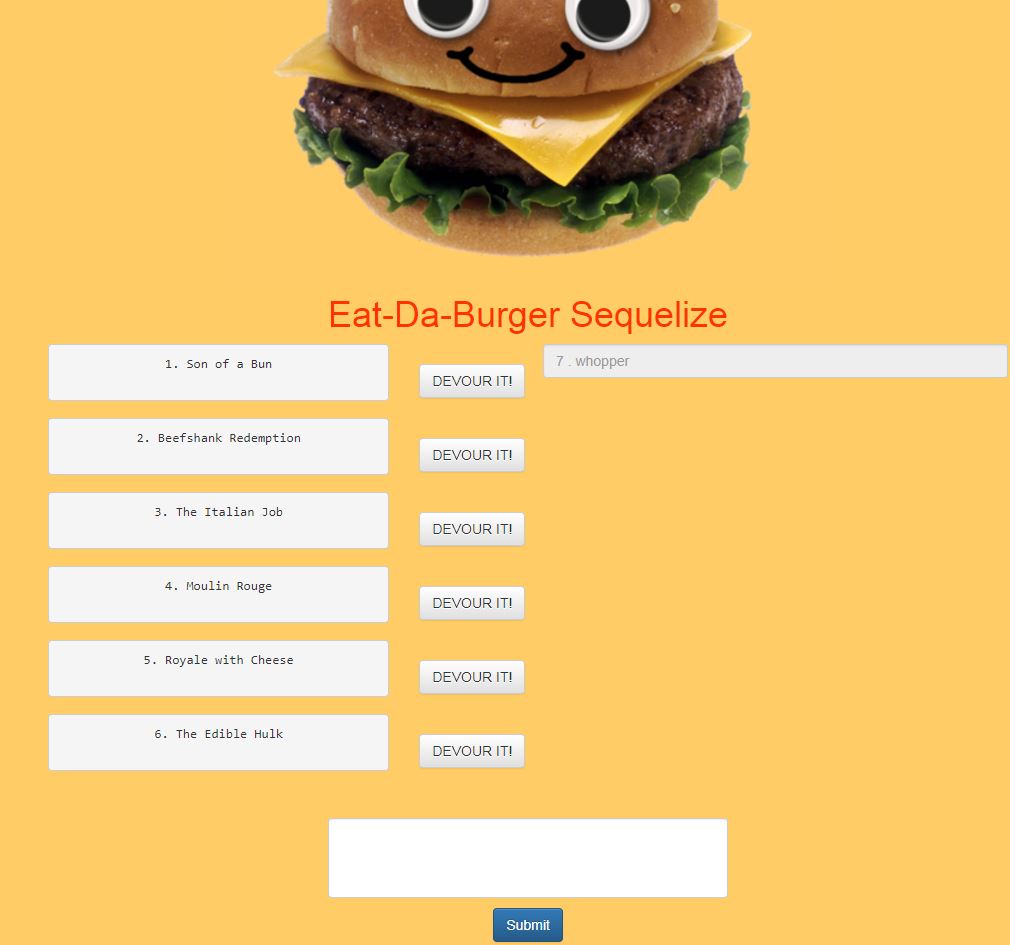 Eat-Da-Burger Sequelize
1. Son of a Bun
DEVOUR IT!
7 . whopper
2. Beefshank Redemption
DEVOUR IT!
3. The Italian Job
DEVOUR IT!
4. Moulin Rouge
DEVOUR IT!
5. Royale with Cheese
DEVOUR IT!
6. The Edible Hulk
DEVOUR IT!
Submit